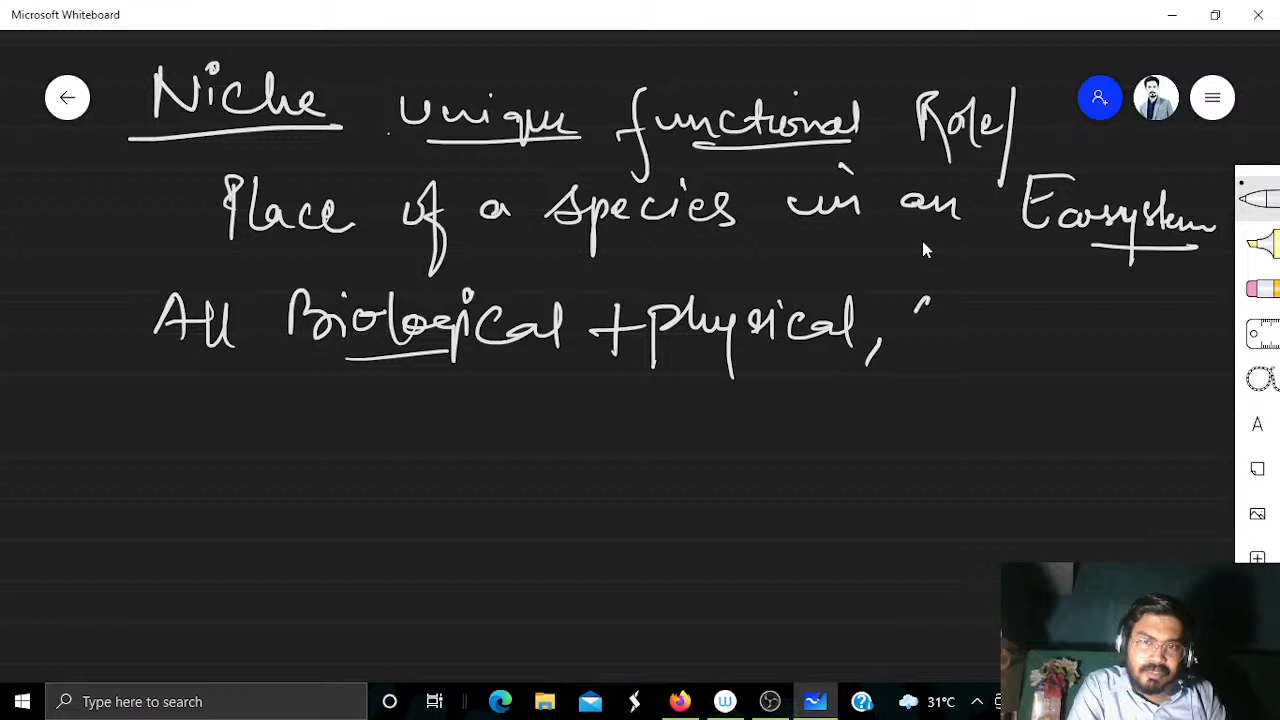 Microsoft Whiteboard
Niche unique functional Role/
Place of a species in an Ecosystem
All Biological + physical,
A
Type here to search
31°C